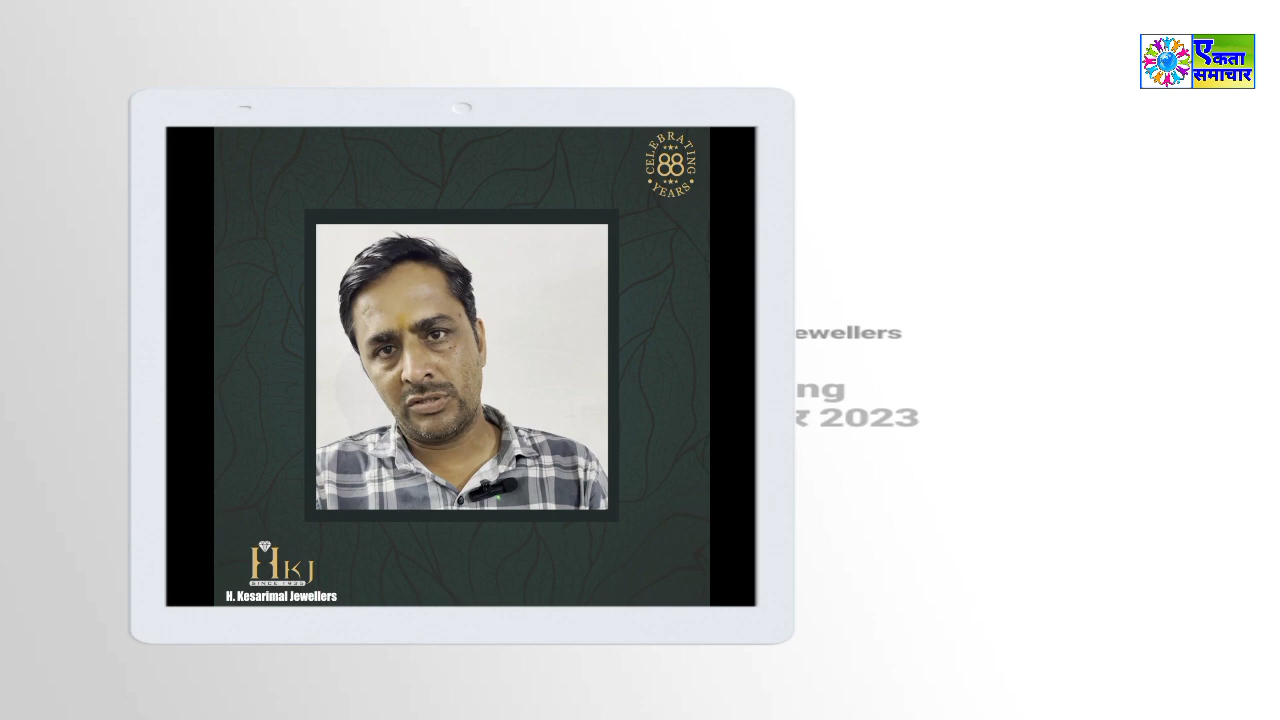 एकता
समाचार
CELEBRATING
88
YEARS
ewellers
ng
र 2023
HKJ
SINCE 1935
H. Kesarimal Jewellers